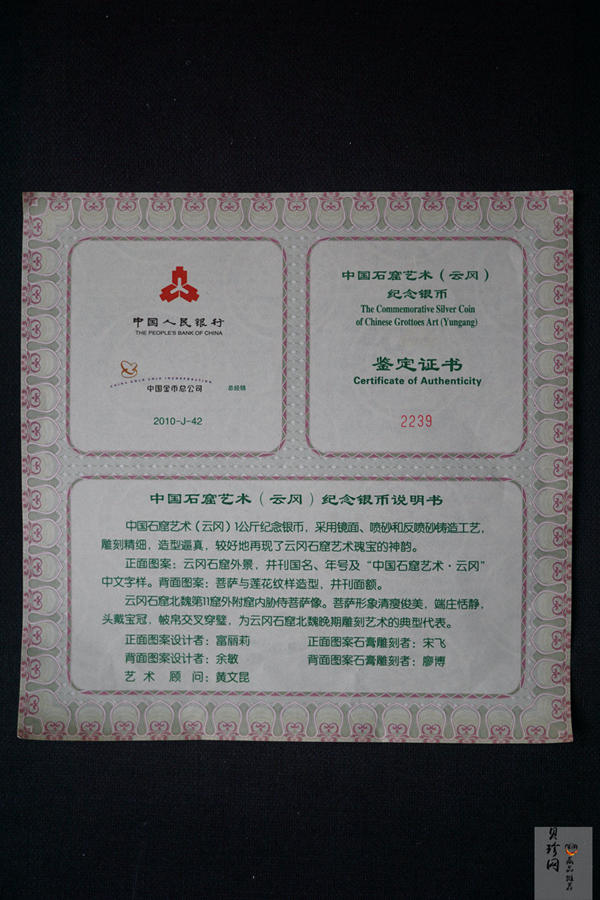 中国人民银行
THE PEOPLE'S BANK OF CHINA
CHINA GOLD COIN INCORPORATION
中国金币总公司 总经销
2010-J-42
中国石窟艺术（云冈）
纪念银币
The Commemorative Silver Coin
of Chinese Grottoes Art (Yungang)
鉴定证书
Certificate of Authenticity
2239
中国石窟艺术（云冈）纪念银币说明书
中国石窟艺术（云冈）1公斤纪念银币，采用镜面、喷砂和反喷砂铸造工艺，
雕刻精细，造型逼真，较好地再现了云冈石窟艺术瑰宝的神韵。
正面图案：云冈石窟外景，并刊国名、年号及“中国石窟艺术·云冈”
中文字样。背面图案：菩萨与莲花纹样造型，并刊面额。
云冈石窟北魏第11窟外附窟内胁侍菩萨像。菩萨形象清瘦俊美，端庄恬静，
头戴宝冠，帔帛交叉穿璧，为云冈石窟北魏晚期雕刻艺术的典型代表。
正面图案设计者：富丽莉 正面图案石膏雕刻者：宋飞
背面图案设计者：余敏 背面图案石膏雕刻者：廖博
艺术顾问：黄文昆
贝珍网